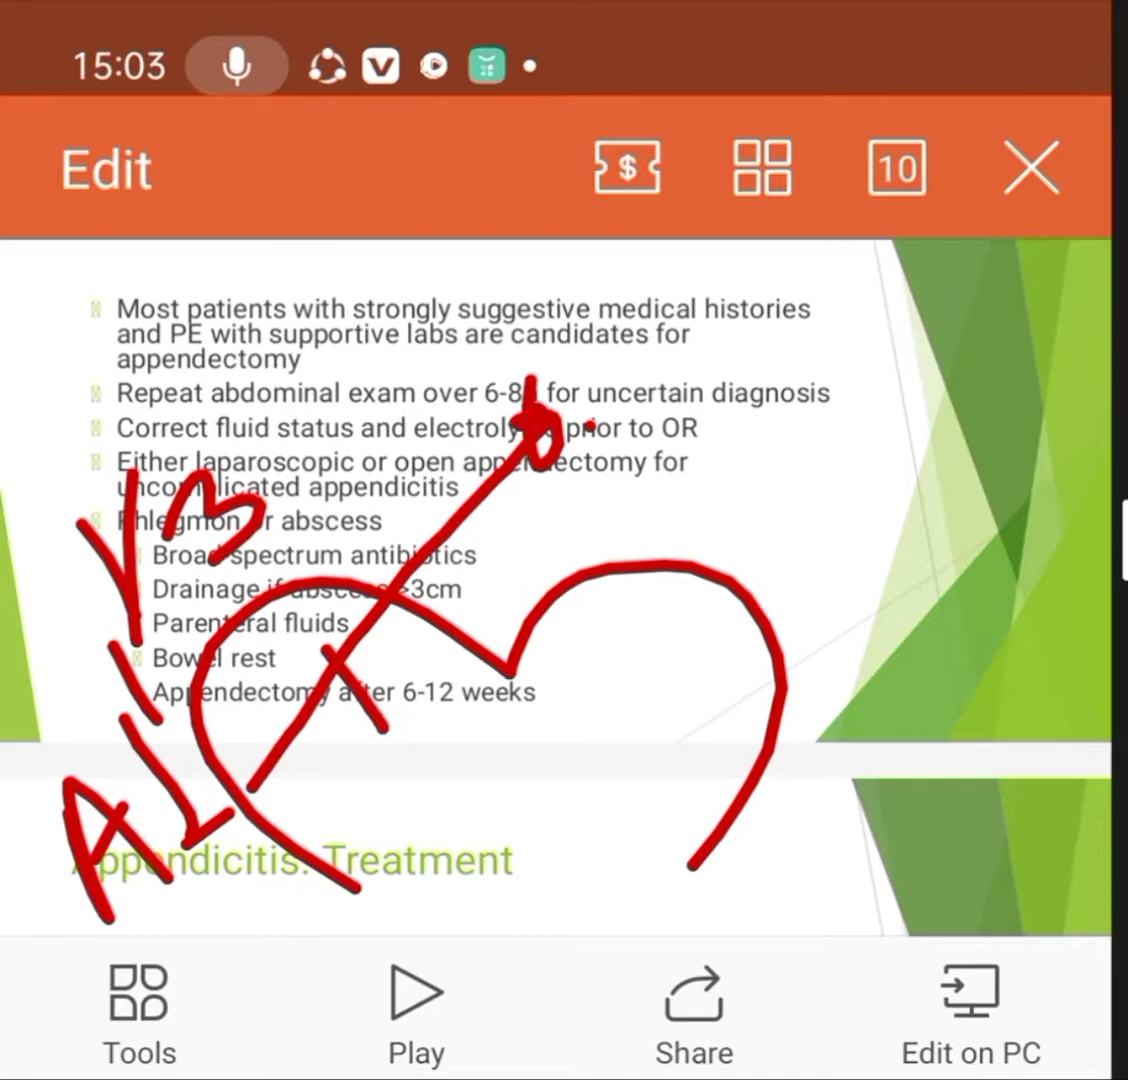 15:03
Edit
$
10
Most patients with strongly suggestive medical histories
and PE with supportive labs are candidates for
appendectomy
Repeat abdominal exam over 6-8 for uncertain diagnosis
Correct fluid status and prior to OR
Either laparoscopic or open appendectomy for
uncomplicated appendicitis
Phlegmon or abscess
Broad spectrum antibiotics
Drainage if abscess >3cm
Parenteral fluids
Bowel rest
Appendectomy after 6-12 weeks
Appendicitis: Treatment
Tools
Play
Share
Edit on PC